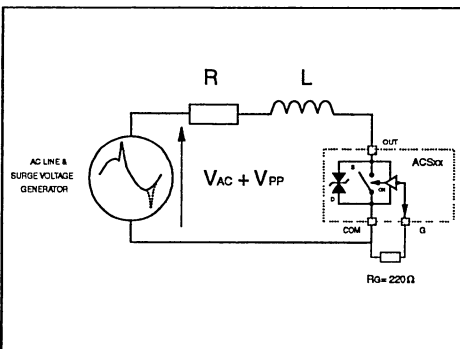 R L
OUT
AC LINE &
SURGE VOLTAGE
GENERATOR
VAC + VPP
ACSxx
S
ON
D
COM G
RG= 220Ω